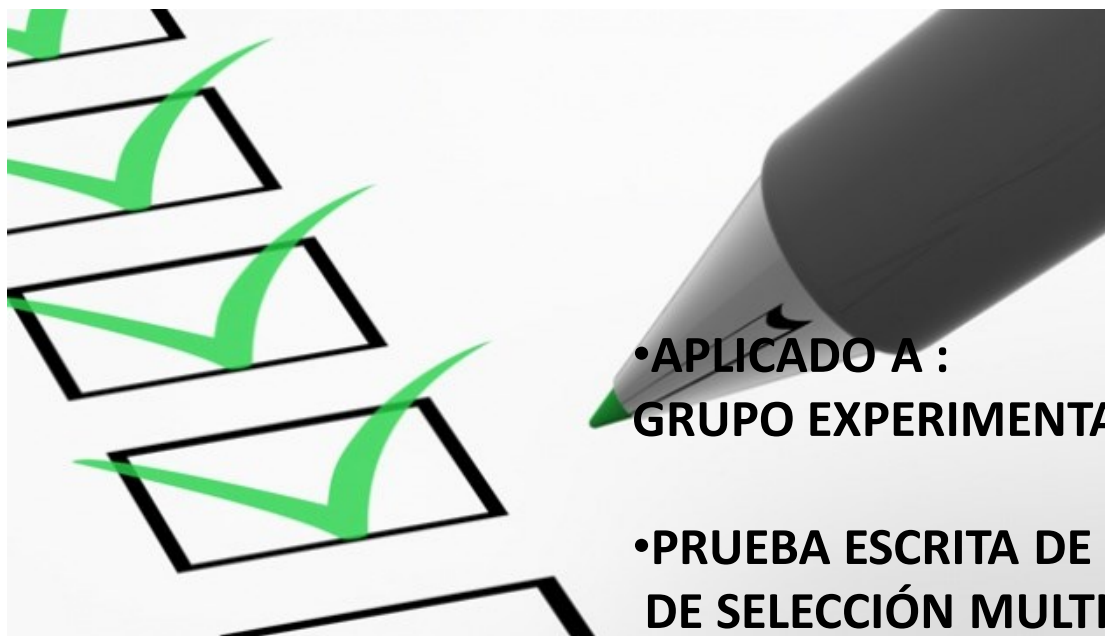 •APLICADO A :
GRUPO EXPERIMENTA
•PRUEBA ESCRITA DE
DE SELECCIÓN MULTI